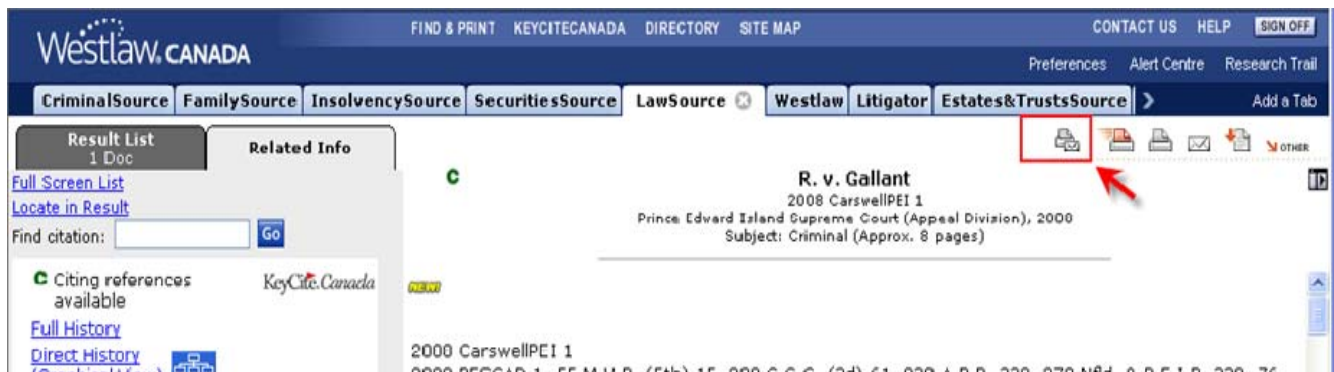 Westlaw. CANADA
FIND & PRINT KEYCITECANADA DIRECTORY SITE MAP
CONTACT US HELP SIGN OFF
Preferences Alert Centre Research Trail
CriminalSource FamilySource InsolvencySource SecuritiesSource LawSource Westlaw Litigator Estates&TrustsSource Add a Tab
Result List
1 Doc
Related Info
OTHER
Full Screen List
Locate in Result
Find citation: Go
C Citing references available
KeyCite.Canada
Full History
Direct History
C
R. v. Gallant
2008 CarswellPEI 1
Prince Edward Island Supreme Court (Appeal Division), 2000
Subject: Criminal (Approx. 8 pages)
NEW
2000 CarswellPEI 1